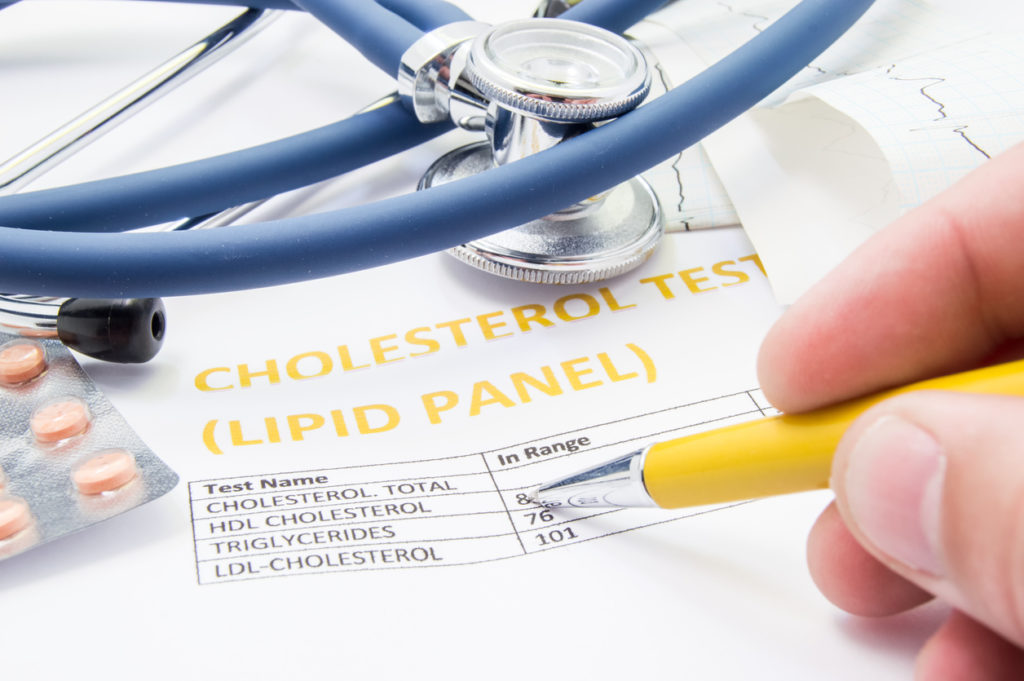 CHOLESTEROL TEST
(LIPID PANEL)
Test Name In Range
CHOLESTEROL. TOTAL
HDL CHOLESTEROL
TRIGLYCERIDES 76
LDL-CHOLESTEROL 101